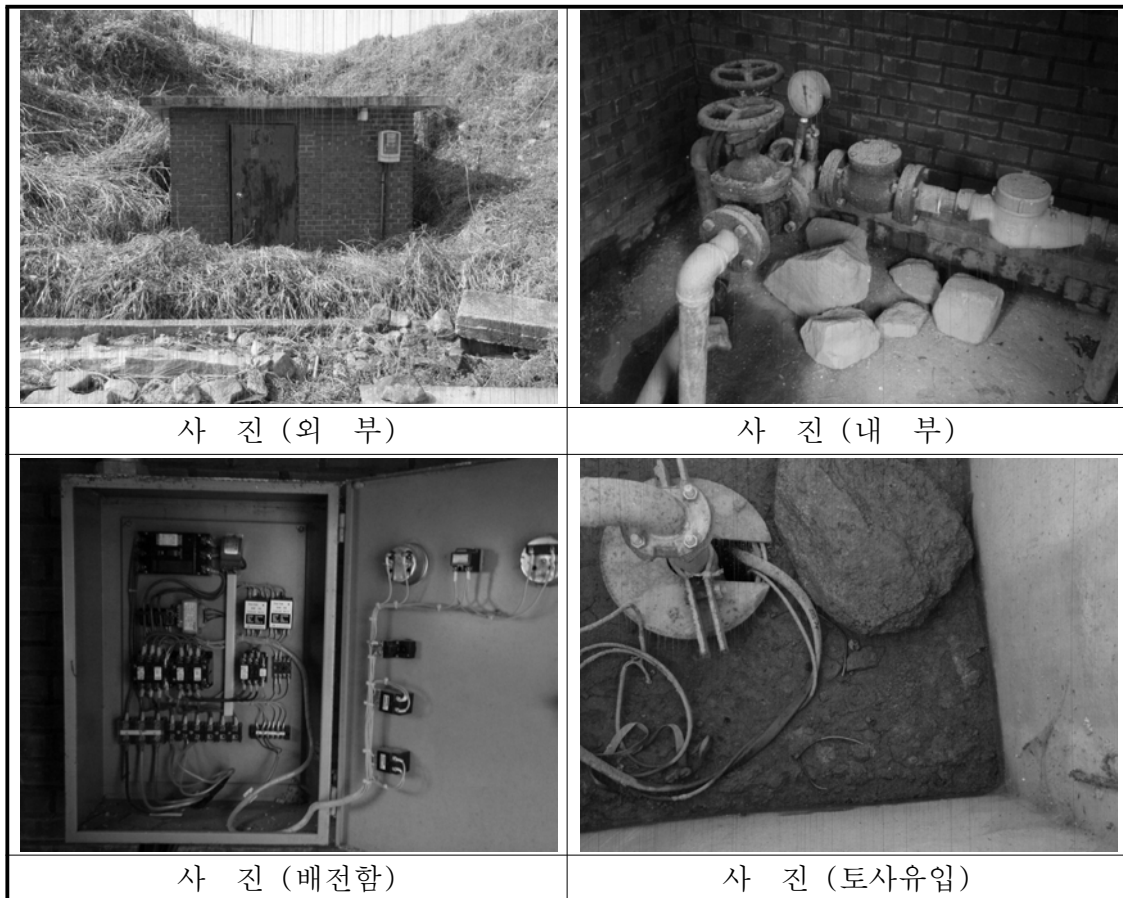 사 진 (외 부)
사 진 (내 부)
사 진 (배전함)
사 진 (토사유입)